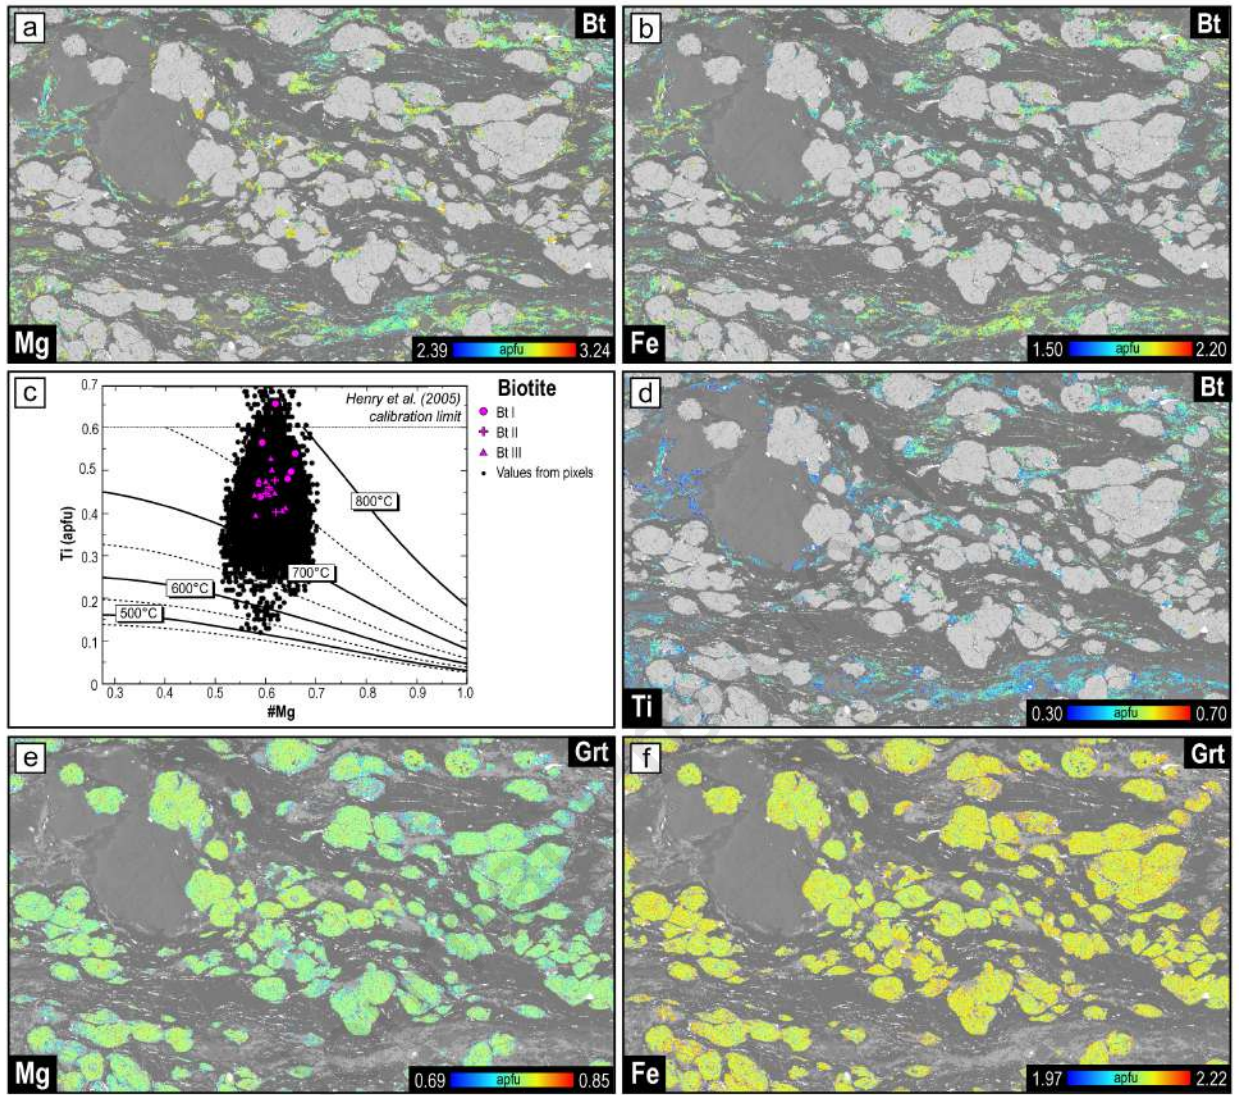 a
Bt
Mg
2.39 apfu 3.24
b
Bt
Fe
1.50 apfu 2.20
c
Henry et al. (2005)
calibration limit
800°C
700°C
600°C
500°C
Ti (apfu)
0.7
0.6
0.5
0.4
0.3
0.2
0.1
0
0.3 0.4 0.5 0.6 0.7 0.8 0.9 1.0
#Mg
Biotite
Bt I
Bt II
Bt III
Values from pixels
d
Bt
Ti
0.30 apfu 0.70
e
Grt
Mg
0.69 apfu 0.85
f
Grt
Fe
1.97 apfu 2.22